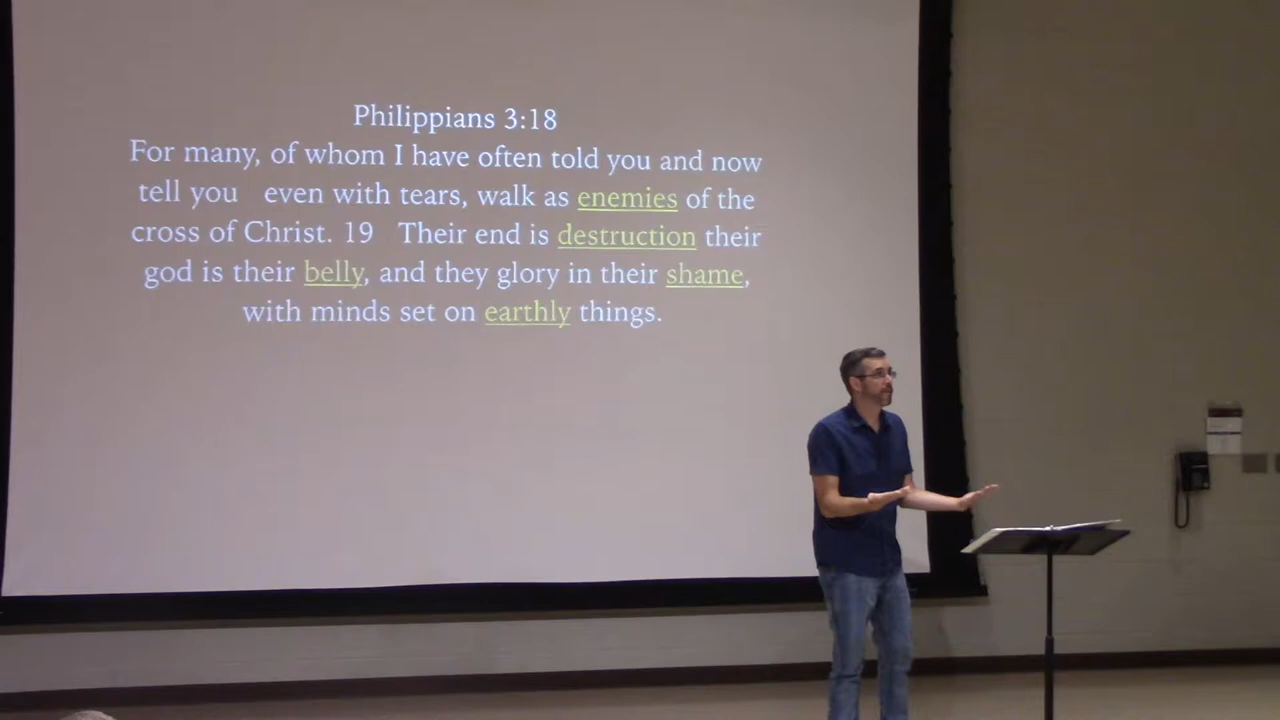 Philippians 3:18
For many, of whom I have often told you and now
tell you even with tears, walk as enemies of the
cross of Christ. 19 Their end is destruction their
god is their belly, and they glory in their shame,
with minds set on earthly things.